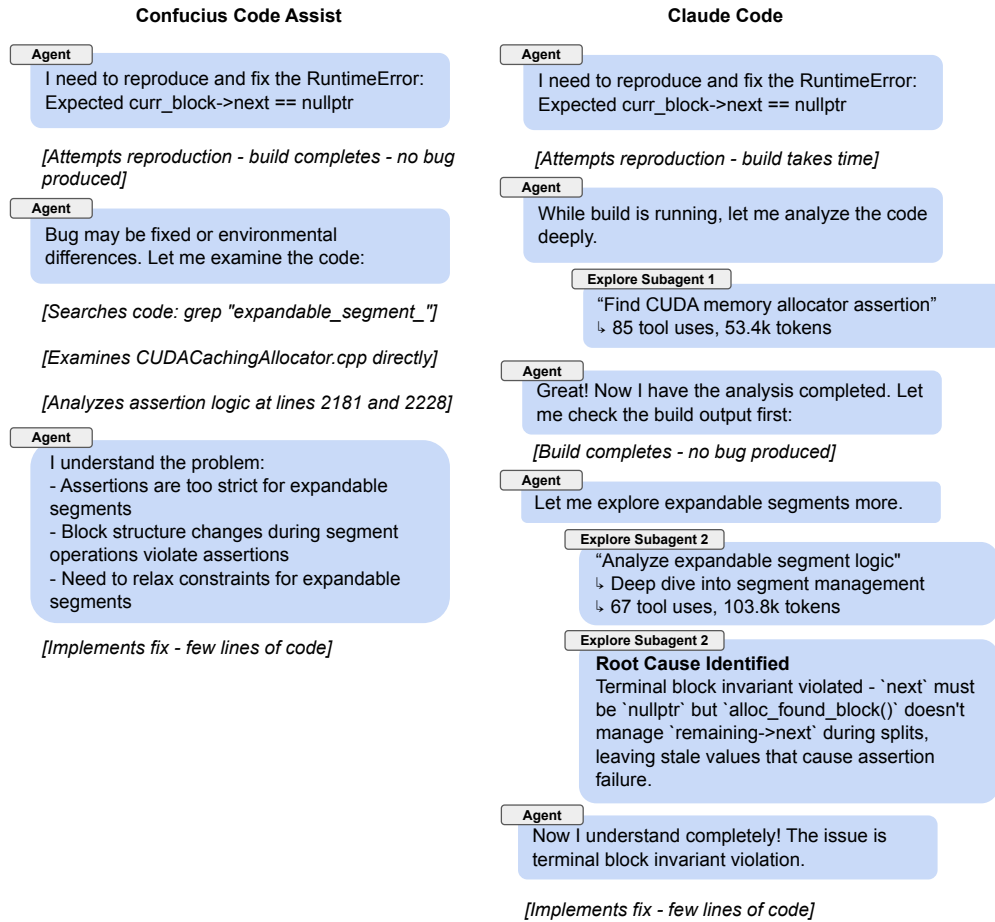 Confucius Code Assist
Agent
I need to reproduce and fix the RuntimeError:
Expected curr_block->next == nullptr
[Attempts reproduction - build completes - no bug
produced]
Agent
Bug may be fixed or environmental
differences. Let me examine the code:
[Searches code: grep "expandable_segment_"]
[Examines CUDACachingAllocator.cpp directly]
[Analyzes assertion logic at lines 2181 and 2228]
Agent
I understand the problem:
- Assertions are too strict for expandable
segments
- Block structure changes during segment
operations violate assertions
- Need to relax constraints for expandable
segments
[Implements fix - few lines of code]
Claude Code
Agent
I need to reproduce and fix the RuntimeError:
Expected curr_block->next == nullptr
[Attempts reproduction - build takes time]
Agent
While build is running, let me analyze the code
deeply.
Explore Subagent 1
“Find CUDA memory allocator assertion”
↳ 85 tool uses, 53.4k tokens
Agent
Great! Now I have the analysis completed. Let
me check the build output first:
[Build completes - no bug produced]
Agent
Let me explore expandable segments more.
Explore Subagent 2
“Analyze expandable segment logic"
↳ Deep dive into segment management
↳ 67 tool uses, 103.8k tokens
Explore Subagent 2
Root Cause Identified
Terminal block invariant violated - `next` must
be `nullptr` but `alloc_found_block()` doesn't
manage `remaining->next` during splits,
leaving stale values that cause assertion
failure.
Agent
Now I understand completely! The issue is
terminal block invariant violation.
[Implements fix - few lines of code]